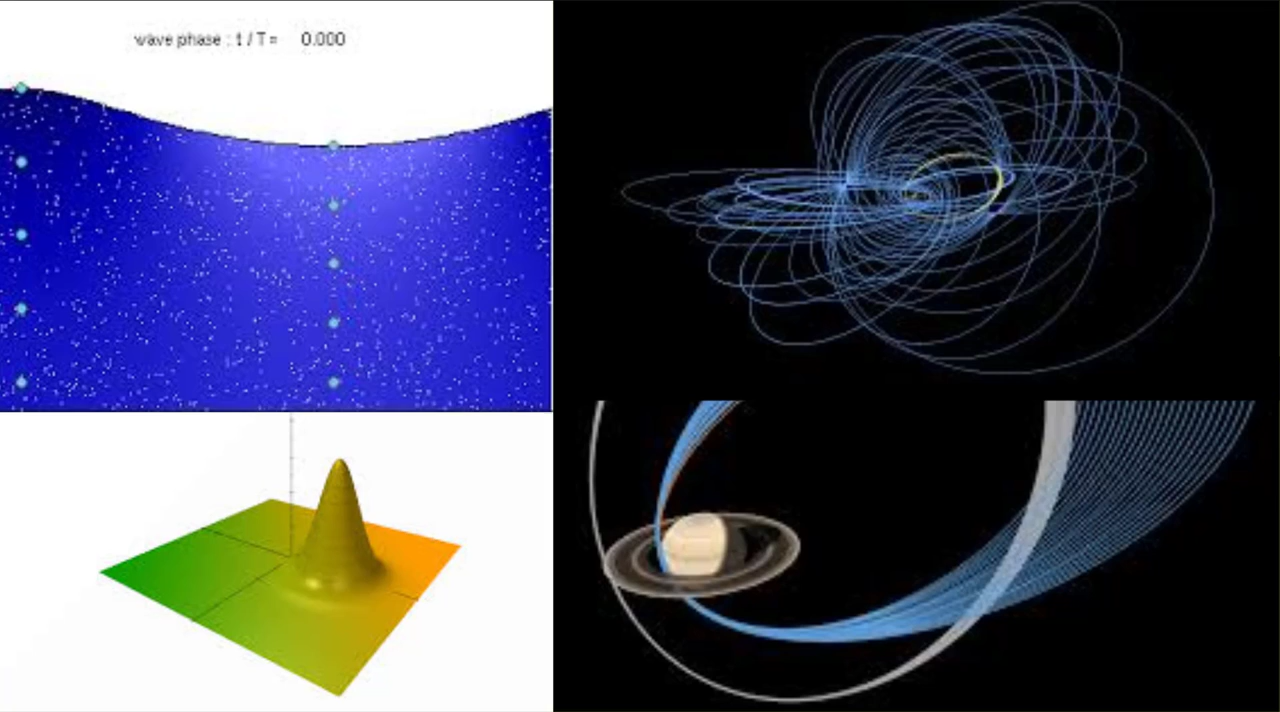 wave phase : t / T = 0.000